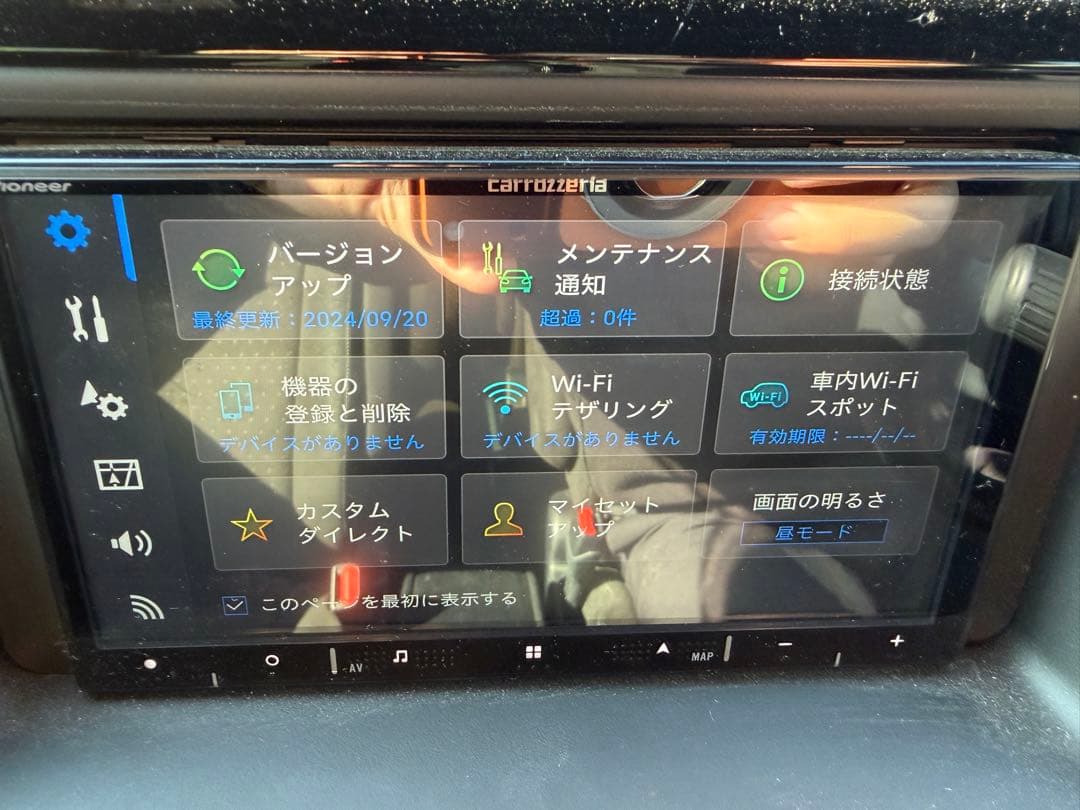 Pioneer
carrozzeria
バージョン
アップ
最終更新：2024/09/20
メンテナンス
通知
超過：0件
接続状態
機器の
登録と削除
デバイスがありません
Wi-Fi
テザリング
デバイスがありません
Wi-Fi
車内Wi-Fi
スポット
有効期限：----/--/--
カスタム
ダイレクト
マイセット
アップ
画面の明るさ
昼モード
このページを最初に表示する
AV
MAP